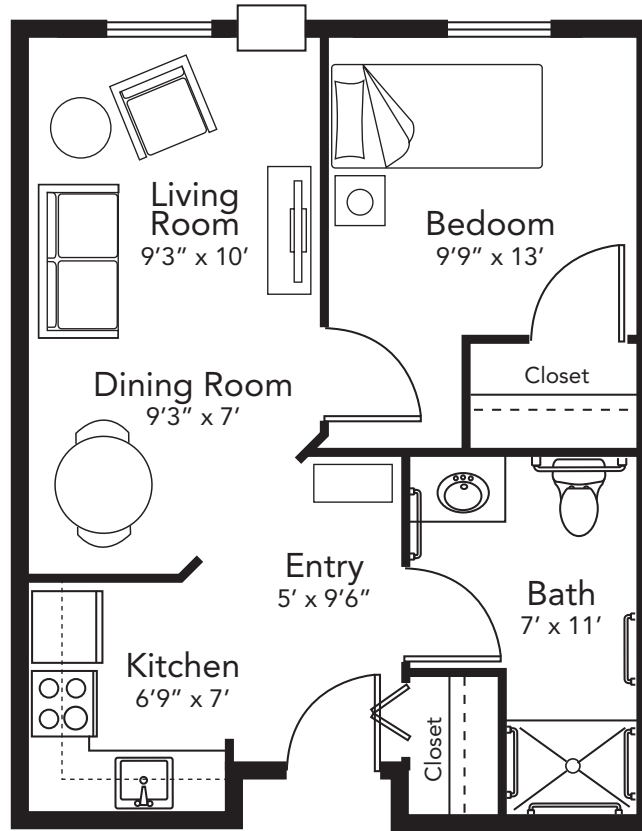 Living
Room
9’3” x 10’
Bedoom
9’9” x 13’
Closet
Dining Room
9’3” x 7’
Entry
5’ x 9’6”
Bath
7’ x 11’
Kitchen
6’9” x 7’
Closet